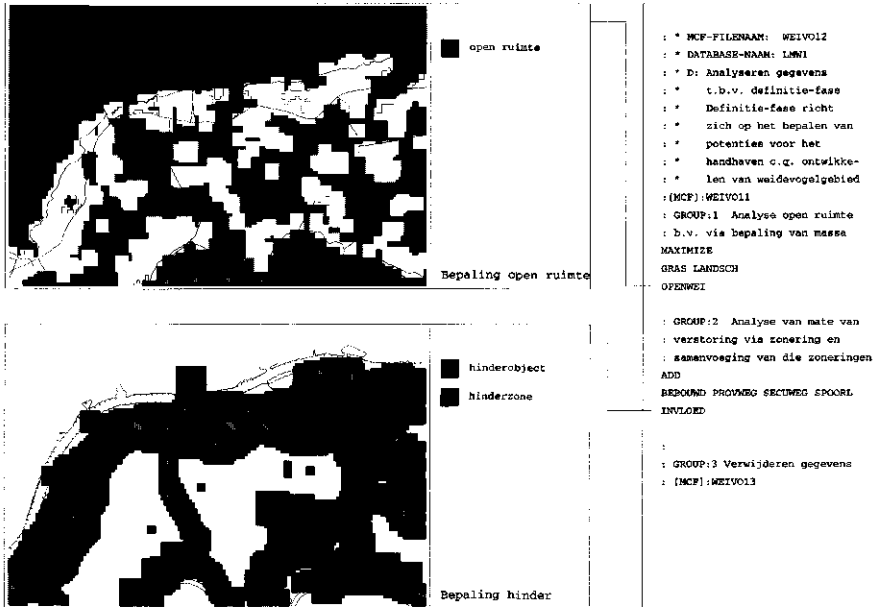 open ruimte
Bepaling open ruimte
hinderobject
hinderzone
Bepaling hinder
: * MCF-FILENAAM: WEIVO12
: * DATABASE-NAAM: LMW1
: * D: Analyseren gegevens
: * t.b.v. definitie-fase
: * Definitie-fase richt
: * zich op het bepalen van
: * potenties voor het
: * handhaven c.q. ontwikke-
: * len van weidevogelgebied
:[MCF]:WEIVO11
: GROUP:1 Analyse open ruimte
: b.v. via bepaling van massa
MAXIMIZE
GRAS LANDSCH
OPENWEI
: GROUP:2 Analyse van mate van
: verstoring via zonering en
: samenvoeging van die zoneringen
ADD
BEBOUWD PROVWEG SECUWEG SPOORL
INVLOED
:
: GROUP:3 Verwijderen gegevens
: [MCF]:WEIVO13